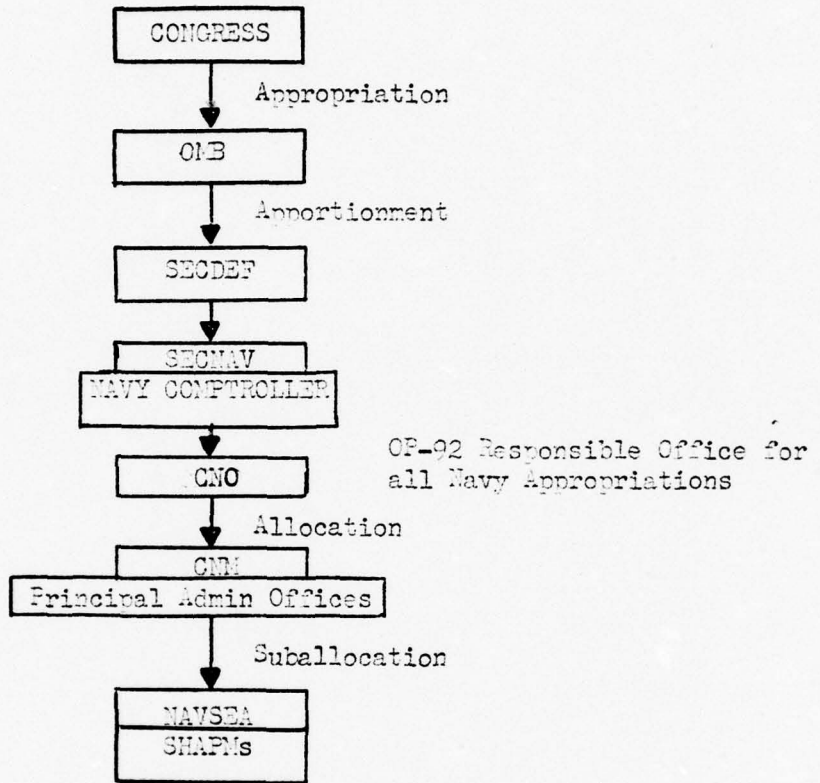 CONGRESS
Appropriation
OMB
Apportionment
SECDEF
SECNAV
NAVY COMPTROLLER
OP-92 Responsible Office for
all Navy Appropriations
CNO
Allocation
CNM
Principal Admin Offices
Suballocation
NAVSEA
SHAPMs